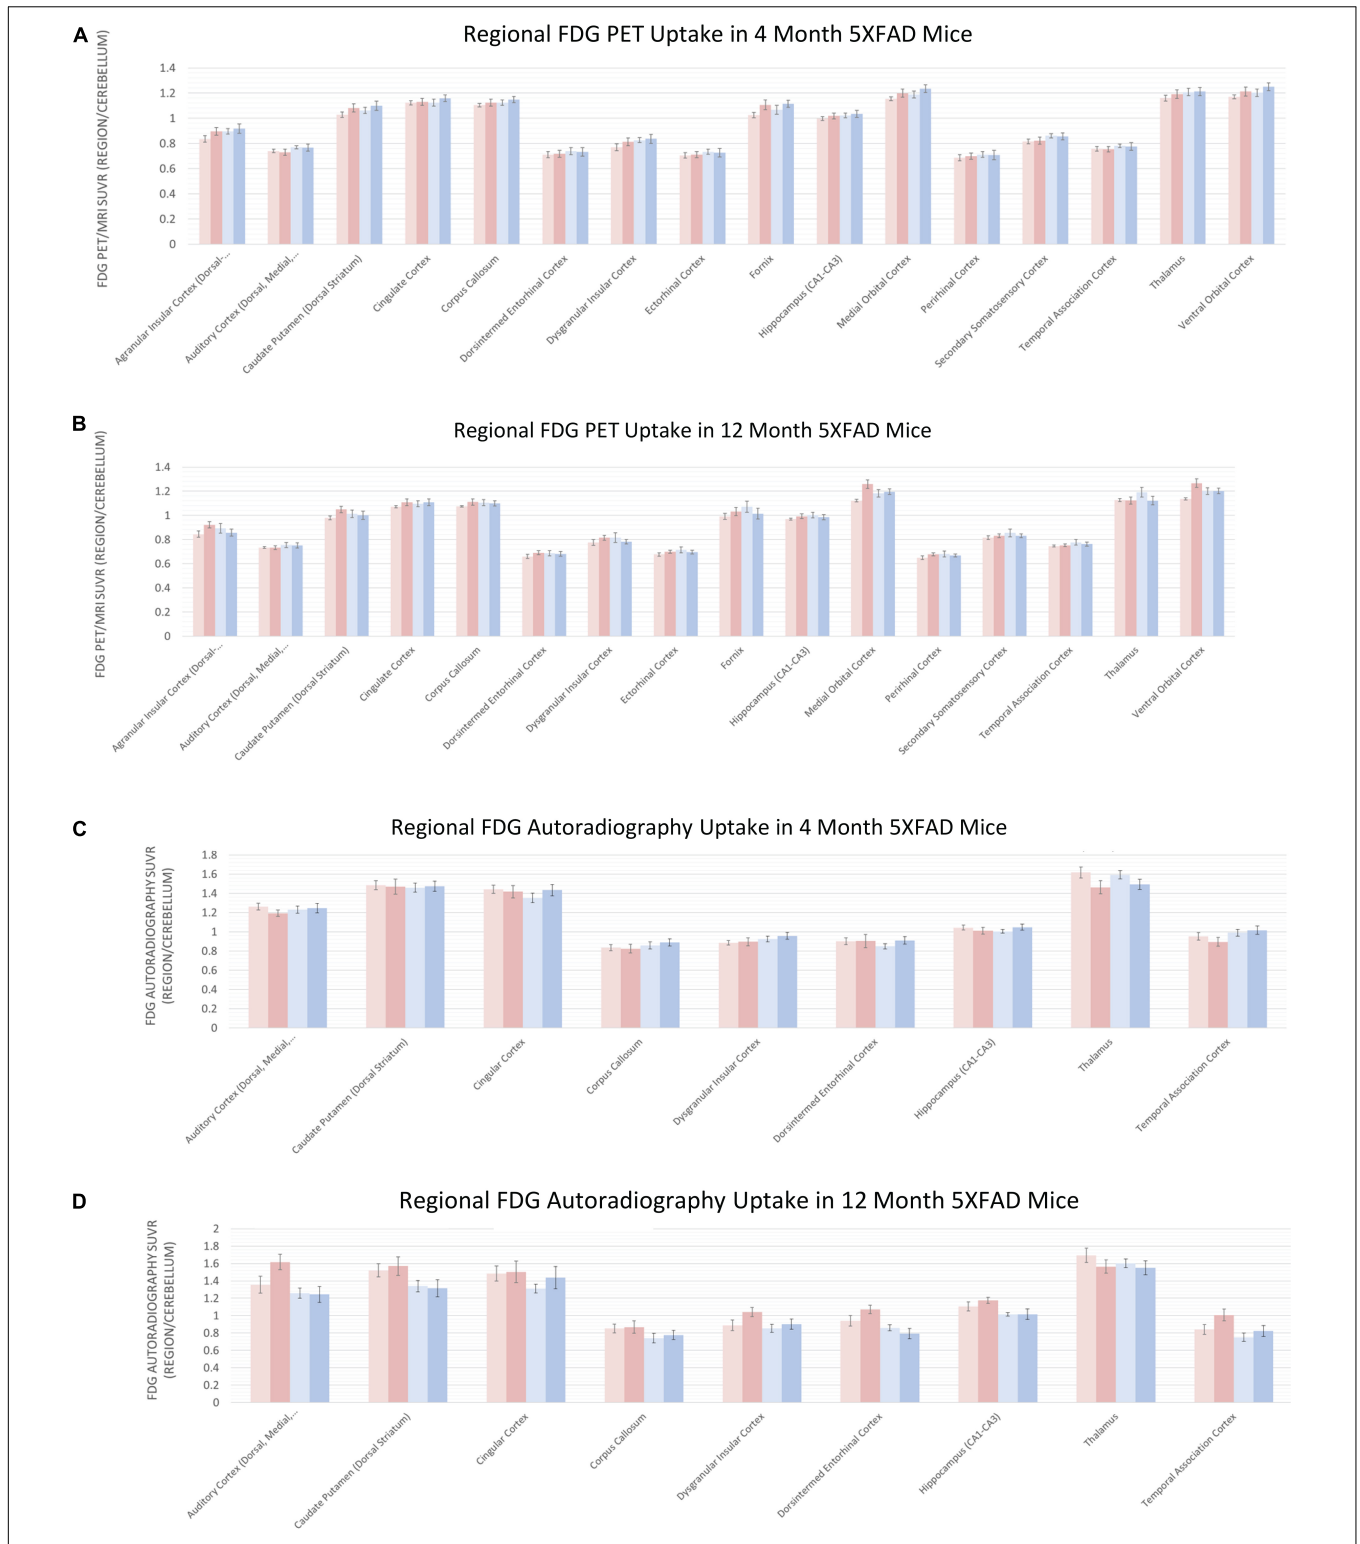 A
Regional FDG PET Uptake in 4 Month 5XFAD Mice
FDG PET/MRI SUVR (REGION/CEREBELLUM)
1.4
1.2
1
0.8
0.6
0.4
0.2
0
Agranular Insular Cortex (Dorsal-...
Auditory Cortex (Dorsal, Medial,...
Caudate Putamen (Dorsal Striatum)
Cingulate Cortex
Corpus Callosum
Dorsintermed Entorhinal Cortex
Dysgranular Insular Cortex
Ectorhinal Cortex
Fornix
Hippocampus (CA1-CA3)
Medial Orbital Cortex
Perirhinal Cortex
Secondary Somatosensory Cortex
Temporal Association Cortex
Thalamus
Ventral Orbital Cortex
B
Regional FDG PET Uptake in 12 Month 5XFAD Mice
FDG PET/MRI SUVR (REGION/CEREBELLUM)
1.4
1.2
1
0.8
0.6
0.4
0.2
0
Agranular Insular Cortex (Dorsal-...
Auditory Cortex (Dorsal, Medial,...
Caudate Putamen (Dorsal Striatum)
Cingulate Cortex
Corpus Callosum
Dorsintermed Entorhinal Cortex
Dysgranular Insular Cortex
Ectorhinal Cortex
Fornix
Hippocampus (CA1-CA3)
Medial Orbital Cortex
Perirhinal Cortex
Secondary Somatosensory Cortex
Temporal Association Cortex
Thalamus
Ventral Orbital Cortex
C
Regional FDG Autoradiography Uptake in 4 Month 5XFAD Mice
FDG AUTORADIOGRAPHY SUVR
(REGION/CEREBELLUM)
1.8
1.6
1.4
1.2
1
0.8
0.6
0.4
0.2
0
Auditory Cortex (Dorsal, Medial,...
Caudate Putamen (Dorsal Striatum)
Cingular Cortex
Corpus Callosum
Dysgranular Insular Cortex
Dorsintermed Entorhinal Cortex
Hippocampus (CA1-CA3)
Thalamus
Temporal Association Cortex
D
Regional FDG Autoradiography Uptake in 12 Month 5XFAD Mice
FDG AUTORADIOGRAPHY SUVR
(REGION/CEREBELLUM)
2
1.8
1.6
1.4
1.2
1
0.8
0.6
0.4
0.2
0
Auditory Cortex (Dorsal, Medial,...
Caudate Putamen (Dorsal Striatum)
Cingular Cortex
Corpus Callosum
Dysgranular Insular Cortex
Dorsintermed Entorhinal Cortex
Hippocampus (CA1-CA3)
Thalamus
Temporal Association Cortex